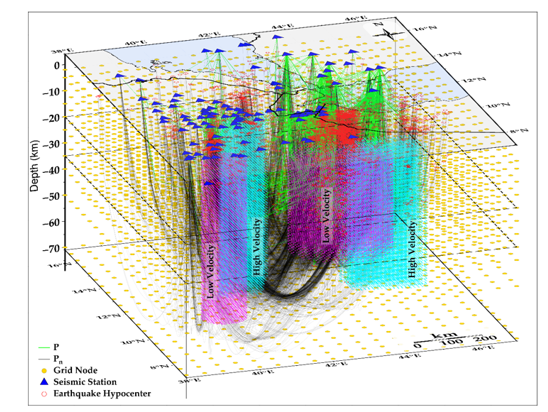 46°E
44°E
42°E
40°E
38°E
N
16°N
14°N
12°N
10°N
8°N
0
−10
−20
−30
−40
−50
−60
−70
Depth (km)
Low Velocity
High Velocity
Low Velocity
High Velocity
16°N
14°N
12°N
10°N
8°N
38°E
40°E
42°E
44°E
46°E
km
0 100 200
P
Pn
Grid Node
Seismic Station
Earthquake Hypocenter